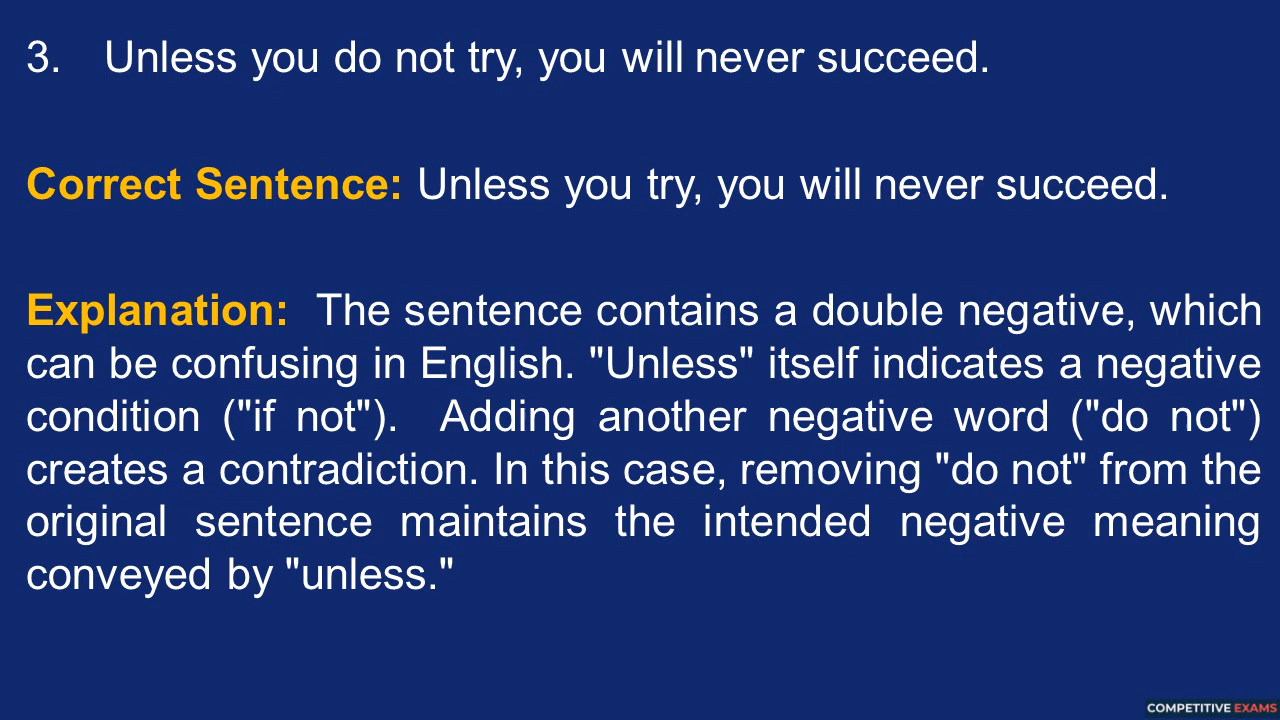 3. Unless you do not try, you will never succeed.
Correct Sentence: Unless you try, you will never succeed.
Explanation: The sentence contains a double negative, which
can be confusing in English. "Unless" itself indicates a negative
condition ("if not"). Adding another negative word ("do not")
creates a contradiction. In this case, removing "do not" from the
original sentence maintains the intended negative meaning
conveyed by "unless."
COMPETITIVE EXAMS